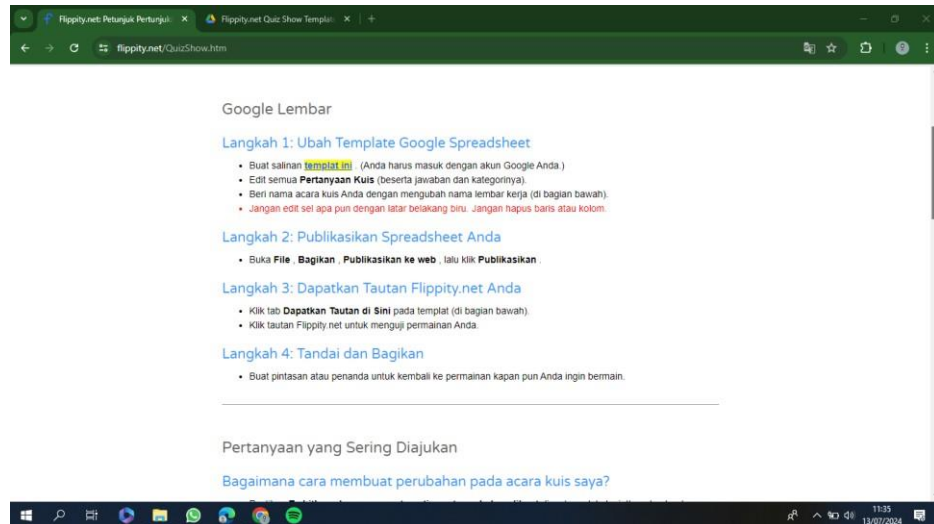 Flippity.net: Petunjuk Pertunjuk
Flippity.net Quiz Show Templat
flippity.net/QuizShow.htm
Google Lembar
Langkah 1: Ubah Template Google Spreadsheet
Buat salinan templat ini . (Anda harus masuk dengan akun Google Anda.)
Edit semua Pertanyaan Kuis (beserta jawaban dan kategorinya).
Beri nama acara kuis Anda dengan mengubah nama lembar kerja (di bagian bawah).
Jangan edit sel apa pun dengan latar belakang biru. Jangan hapus baris atau kolom.
Langkah 2: Publikasikan Spreadsheet Anda
Buka File , Bagikan , Publikasikan ke web , lalu klik Publikasikan .
Langkah 3: Dapatkan Tautan Flippity.net Anda
Klik tab Dapatkan Tautan di Sini pada templat (di bagian bawah).
Klik tautan Flippity.net untuk menguji permainan Anda.
Langkah 4: Tandai dan Bagikan
Buat pintasan atau penanda untuk kembali ke permainan kapan pun Anda ingin bermain.
Pertanyaan yang Sering Diajukan
Bagaimana cara membuat perubahan pada acara kuis saya?
11:35
13/07/2024